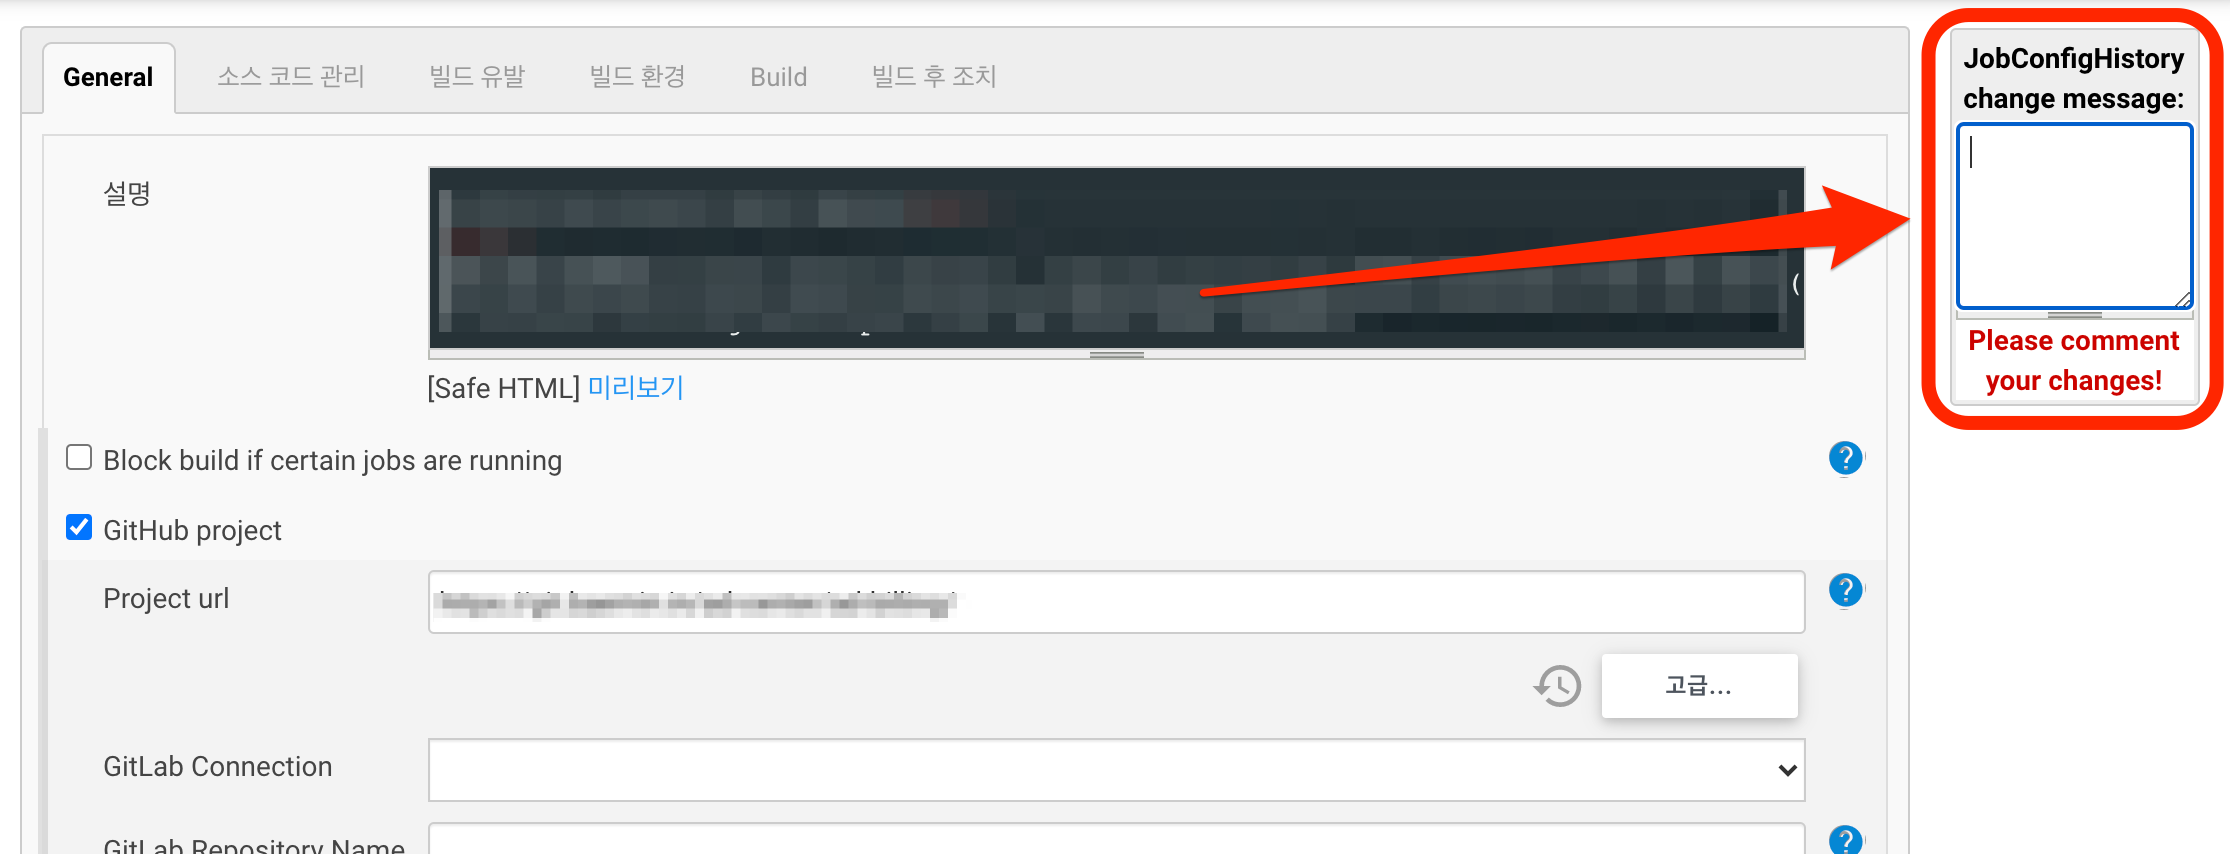 General
소스 코드 관리
빌드 유발
빌드 환경
Build
빌드 후 조치
JobConfigHistory
change message:
설명
(
Please comment
your changes!
[Safe HTML] 미리보기
Block build if certain jobs are running
GitHub project
Project url
고급...
GitLab Connection
GitLab Repository Name